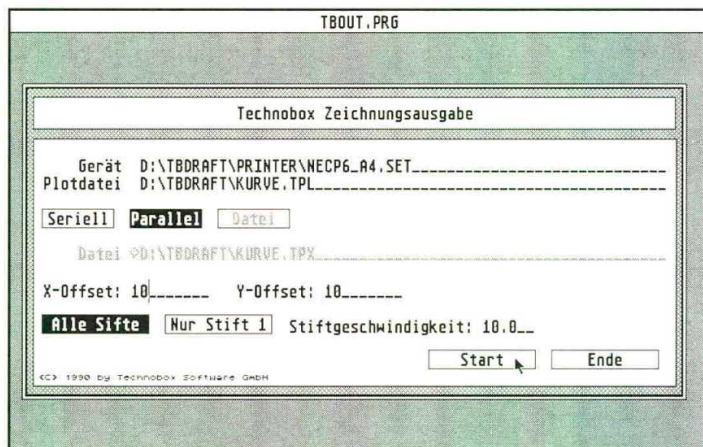 TBOUT.PRG
Technobox Zeichnungsausgabe
Gerät D:\TBDRAFT\PRINTER\NECP6_A4.SET
Plotdatei D:\TBDRAFT\KURVE.TPL
Seriell Parallel Datei
Datei D:\TBDRAFT\KURVE.TPX
X-Offset: 10 Y-Offset: 10
Alle Sifte Nur Stift 1 Stiftgeschwindigkeit: 10.0
Start Ende
(C) 1990 by Technobox Software GmbH